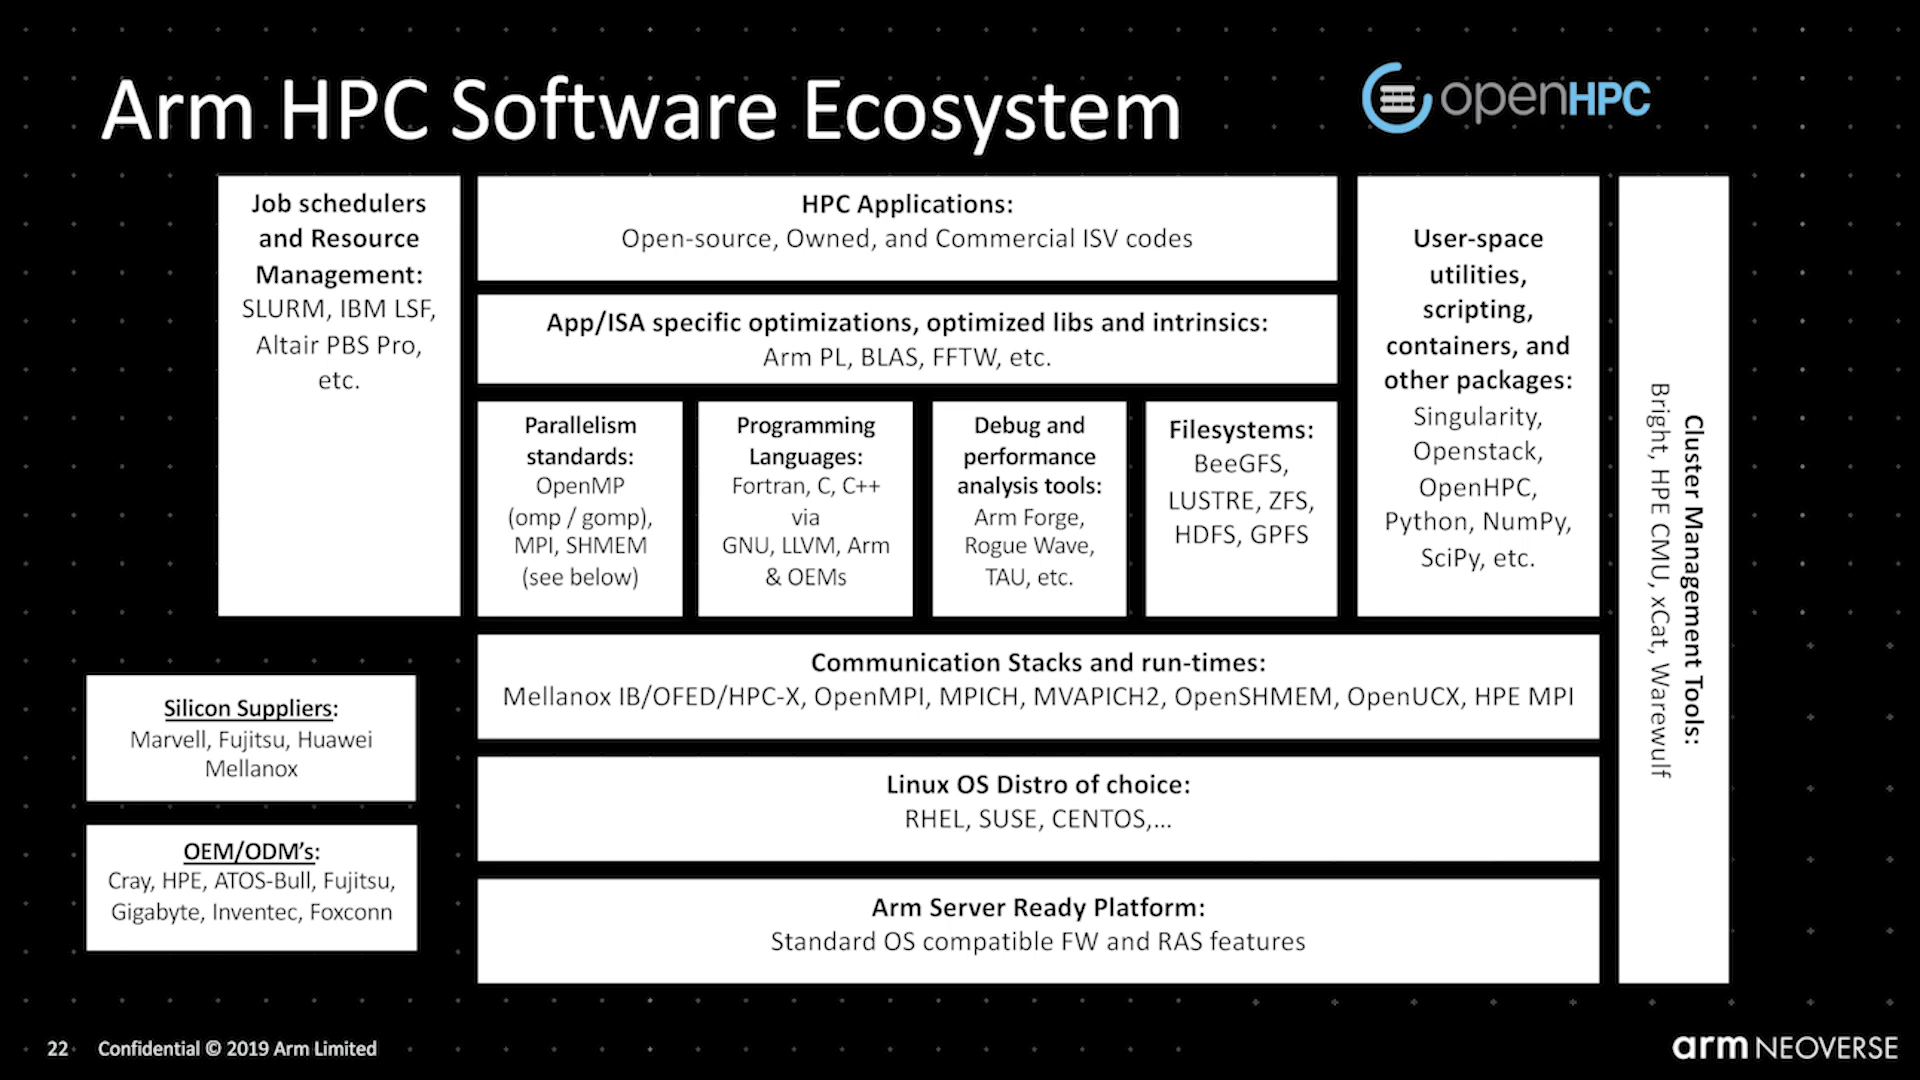 Arm HPC Software Ecosystem
openHPC
Job schedulers
and Resource
Management:
SLURM, IBM LSF,
Altair PBS Pro,
etc.
HPC Applications:
Open-source, Owned, and Commercial ISV codes
App/ISA specific optimizations, optimized libs and intrinsics:
Arm PL, BLAS, FFTW, etc.
Parallelism
standards:
OpenMP
(omp / gomp),
MPI, SHMEM
(see below)
Programming
Languages:
Fortran, C, C++
via
GNU, LLVM, Arm
& OEMs
Debug and
performance
analysis tools:
Arm Forge,
Rogue Wave,
TAU, etc.
Filesystems:
BeeGFS,
LUSTRE, ZFS,
HDFS, GPFS
User-space
utilities,
scripting,
containers, and
other packages:
Singularity,
Openstack,
OpenHPC,
Python, NumPy,
SciPy, etc.
Cluster Management Tools:
Bright, HPE CMU, xCat, Warewulf
Communication Stacks and run-times:
Mellanox IB/OFED/HPC-X, OpenMPI, MPICH, MVAPICH2, OpenSHMEM, OpenUCX, HPE MPI
Silicon Suppliers:
Marvell, Fujitsu, Huawei
Mellanox
Linux OS Distro of choice:
RHEL, SUSE, CENTOS,...
OEM/ODM’s:
Cray, HPE, ATOS-Bull, Fujitsu,
Gigabyte, Inventec, Foxconn
Arm Server Ready Platform:
Standard OS compatible FW and RAS features
22 Confidential © 2019 Arm Limited
arm NEOVERSE